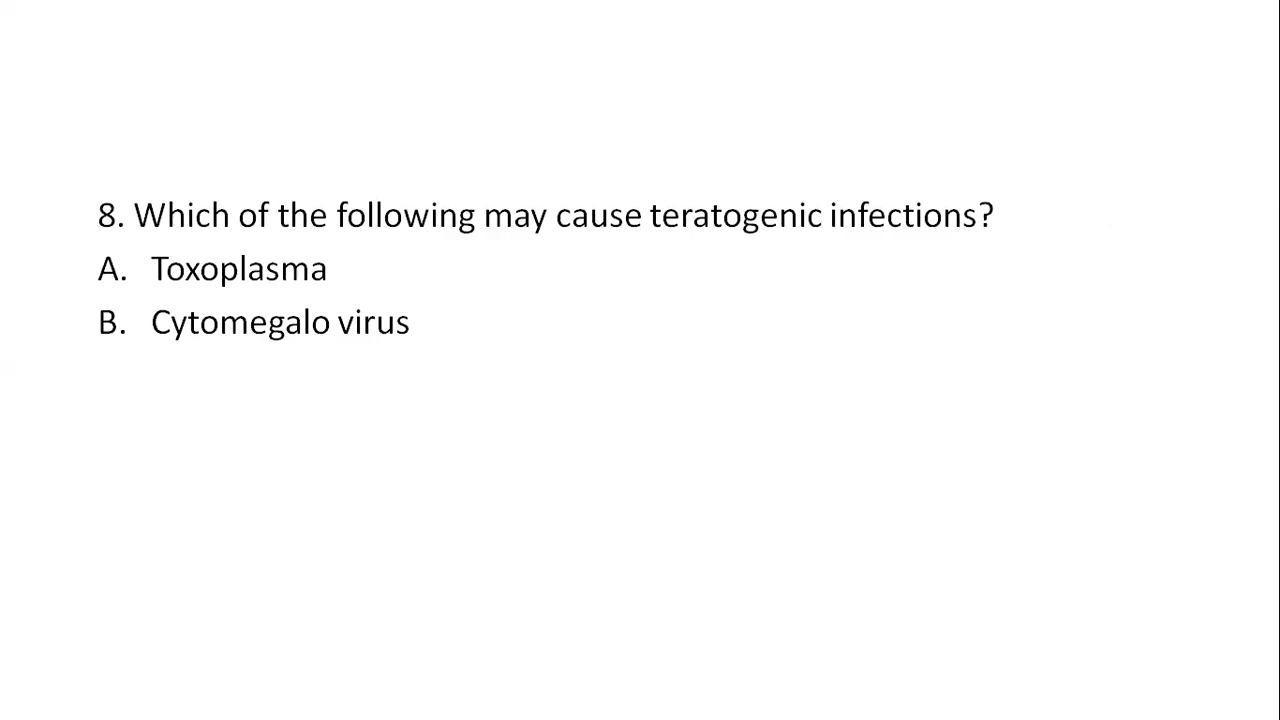 8. Which of the following may cause teratogenic infections?
A. Toxoplasma
B. Cytomegalo virus